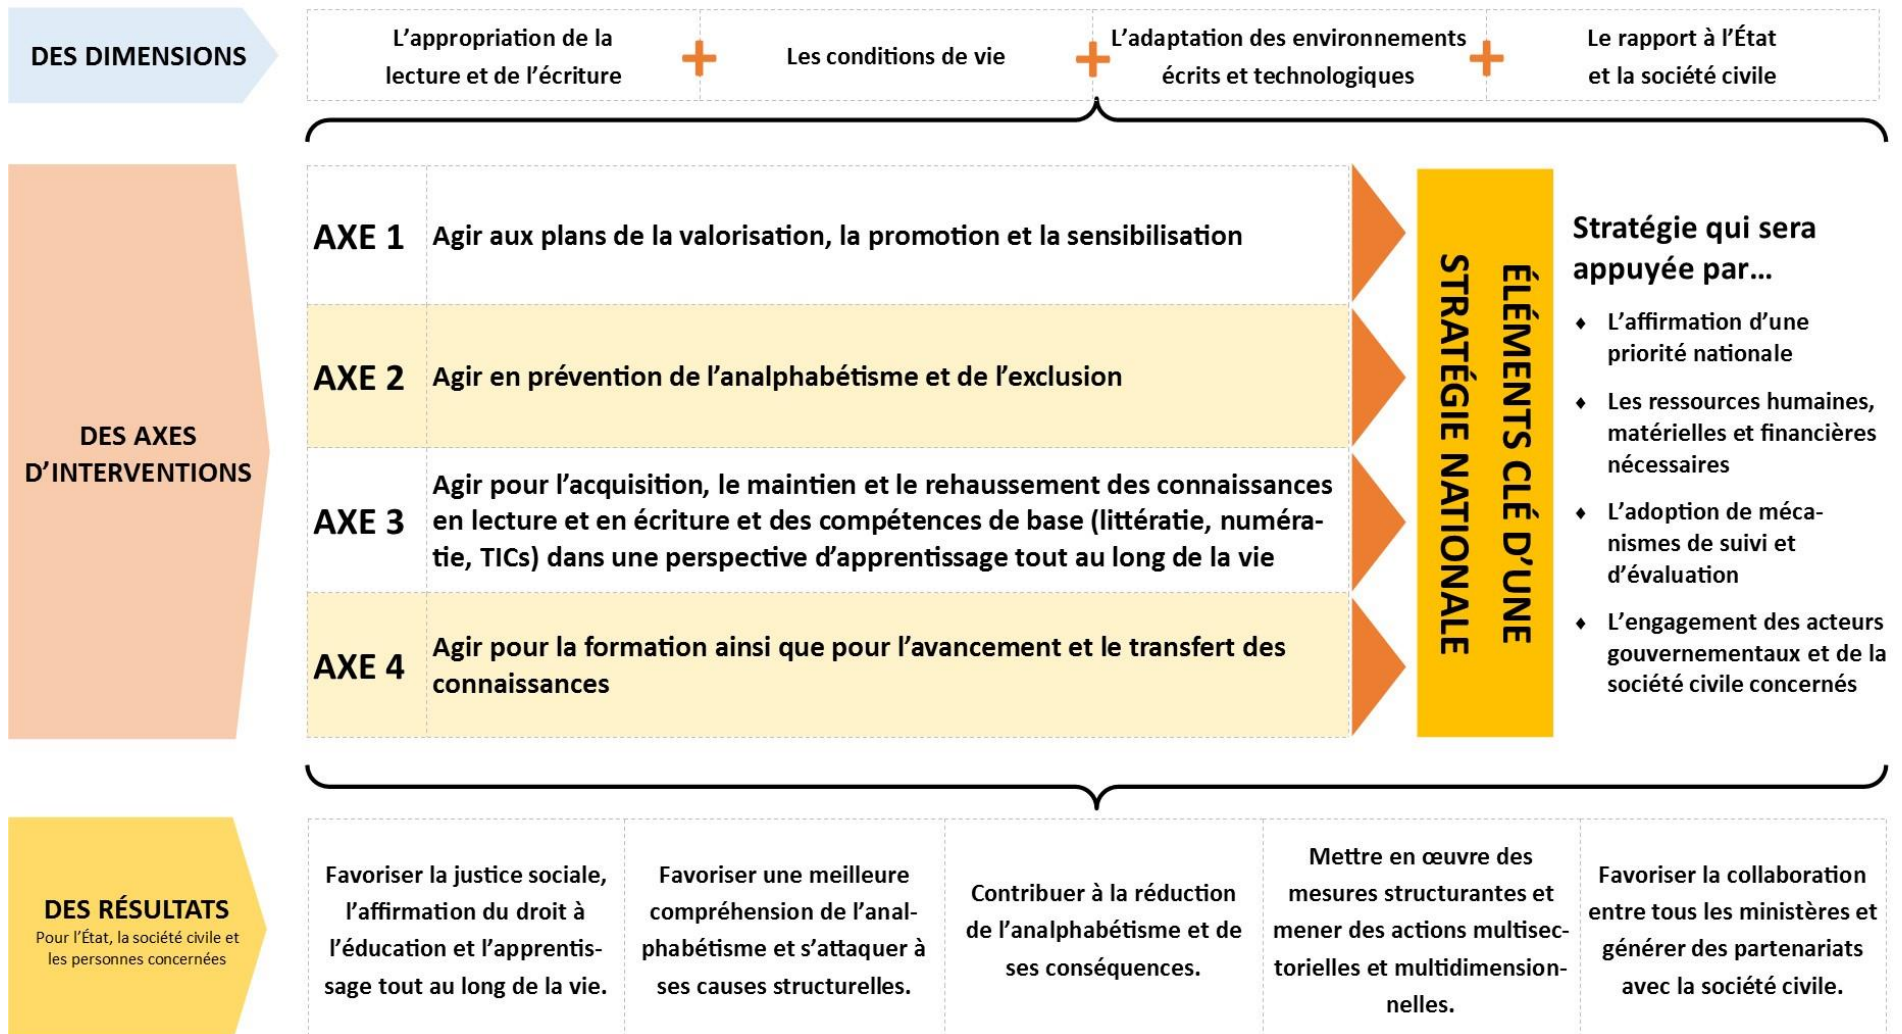 DES DIMENSIONS
L’appropriation de la
lecture et de l’écriture
Les conditions de vie
L’adaptation des environnements
écrits et technologiques
Le rapport à l’État
et la société civile
DES AXES
D’INTERVENTIONS
AXE 1
Agir aux plans de la valorisation, la promotion et la sensibilisation
AXE 2
Agir en prévention de l’analphabétisme et de l’exclusion
AXE 3
Agir pour l’acquisition, le maintien et le rehaussement des connaissances
en lecture et en écriture et des compétences de base (littératie, numéra-
tie, TICs) dans une perspective d’apprentissage tout au long de la vie
AXE 4
Agir pour la formation ainsi que pour l’avancement et le transfert des
connaissances
ÉLÉMENTS CLÉ D’UNE
STRATÉGIE NATIONALE
Stratégie qui sera
appuyée par...
♦ L’affirmation d’une
priorité nationale
♦ Les ressources humaines,
matérielles et financières
nécessaires
♦ L’adoption de méca-
nismes de suivi et
d’évaluation
♦ L’engagement des acteurs
gouvernementaux et de la
société civile concernés
DES RÉSULTATS
Pour l’État, la société civile et
les personnes concernées
Favoriser la justice sociale,
l’affirmation du droit à
l’éducation et l’apprentis-
sage tout au long de la vie.
Favoriser une meilleure
compréhension de l’anal-
phabétisme et s’attaquer à
ses causes structurelles.
Contribuer à la réduction
de l’analphabétisme et de
ses conséquences.
Mettre en œuvre des
mesures structurantes et
mener des actions multisec-
torielles et multidimension-
nelles.
Favoriser la collaboration
entre tous les ministères et
générer des partenariats
avec la société civile.